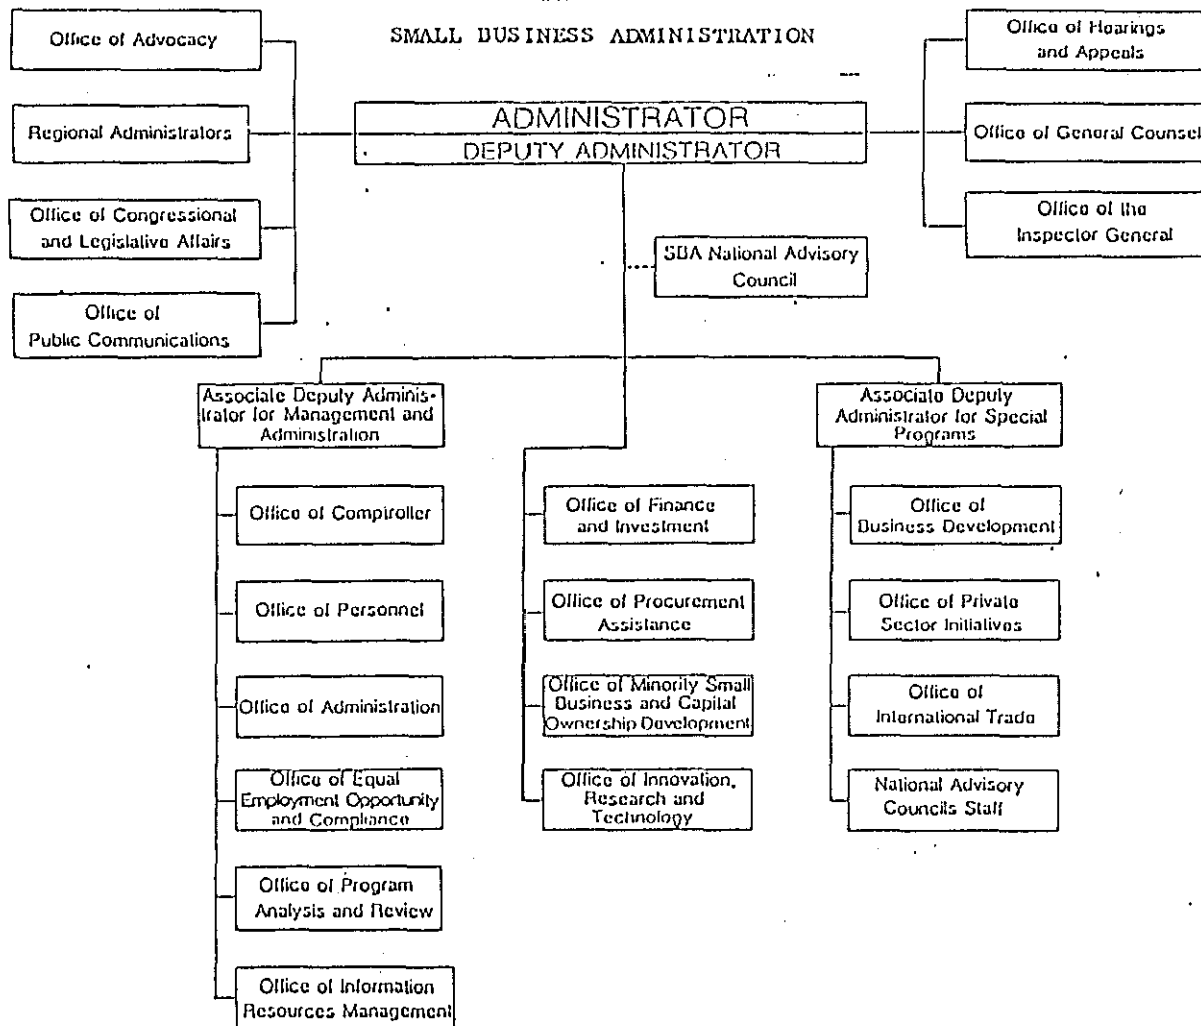 SMALL BUSINESS ADMINISTRATION
Office of Advocacy
Regional Administrators
Office of Congressional
and Legislative Affairs
Office of
Public Communications
ADMINISTRATOR
DEPUTY ADMINISTRATOR
Office of Hearings
and Appeals
Office of General Counsel
Office of the
Inspector General
SBA National Advisory
Council
Associate Deputy Adminis-
trator for Management and
Administration
Office of Comptroller
Office of Personnel
Office of Administration
Office of Equal
Employment Opportunity
and Compliance
Office of Program
Analysis and Review
Office of Information
Resources Management
Office of Finance
and Investment
Office of Procurement
Assistance
Office of Minority Small
Business and Capital
Ownership Development
Office of Innovation,
Research and
Technology
Associate Deputy
Administrator for Special
Programs
Office of
Business Development
Office of Private
Sector Initiatives
Office of
International Trade
National Advisory
Councils Staff